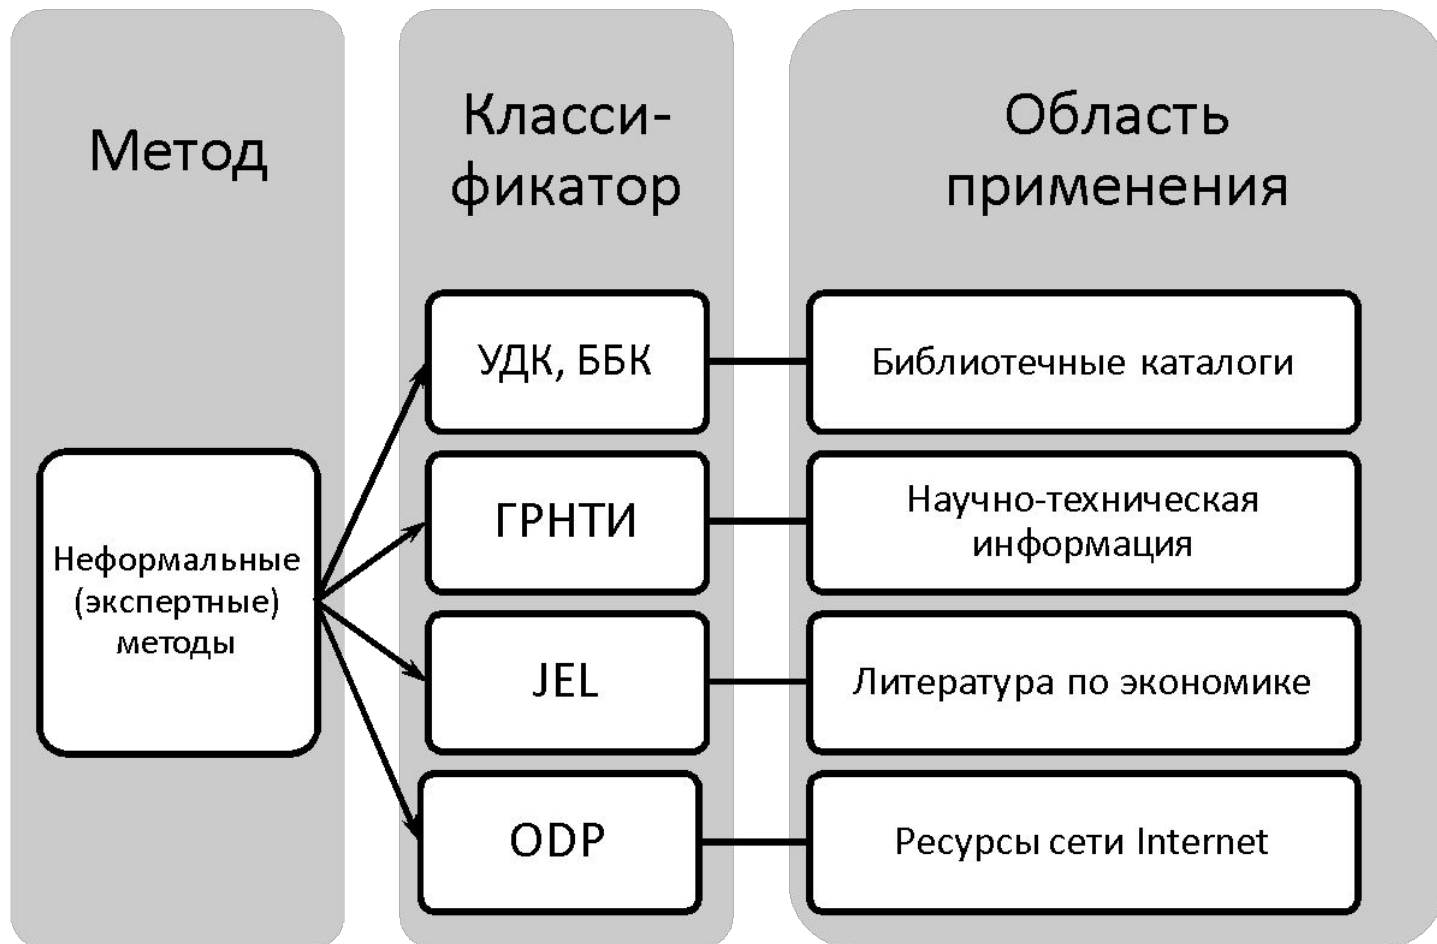 Метод
Класси-
фикатор
Область
применения
Неформальные
(экспертные)
методы
УДК, ББК
Библиотечные каталоги
ГРНТИ
Научно-техническая
информация
JEL
Литература по экономике
ODP
Ресурсы сети Internet